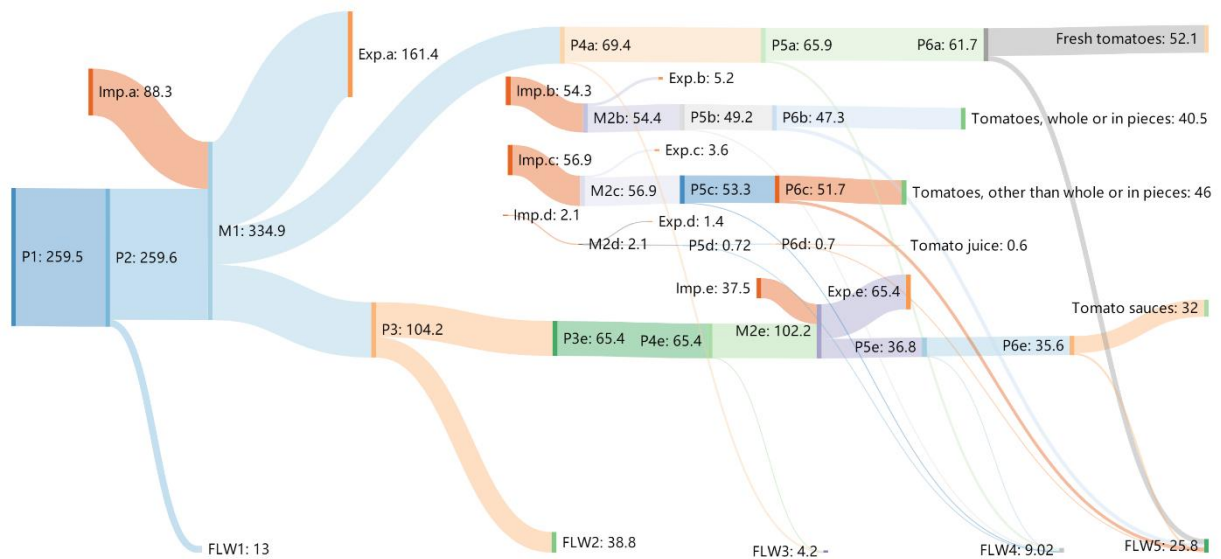 Exp.a: 161.4
P4a: 69.4
P5a: 65.9
P6a: 61.7
Fresh tomatoes: 52.1
Imp.a: 88.3
Imp.b: 54.3
Exp.b: 5.2
M2b: 54.4
P5b: 49.2
P6b: 47.3
Tomatoes, whole or in pieces: 40.5
Imp.c: 56.9
Exp.c: 3.6
M2c: 56.9
P5c: 53.3
P6c: 51.7
Tomatoes, other than whole or in pieces: 46
Imp.d: 2.1
Exp.d: 1.4
M2d: 2.1
P5d: 0.72
P6d: 0.7
Tomato juice: 0.6
P1: 259.5
P2: 259.6
M1: 334.9
Imp.e: 37.5
Exp.e: 65.4
Tomato sauces: 32
P3: 104.2
P3e: 65.4
P4e: 65.4
M2e: 102.2
P5e: 36.8
P6e: 35.6
FLW1: 13
FLW2: 38.8
FLW3: 4.2
FLW4: 9.02
FLW5: 25.8